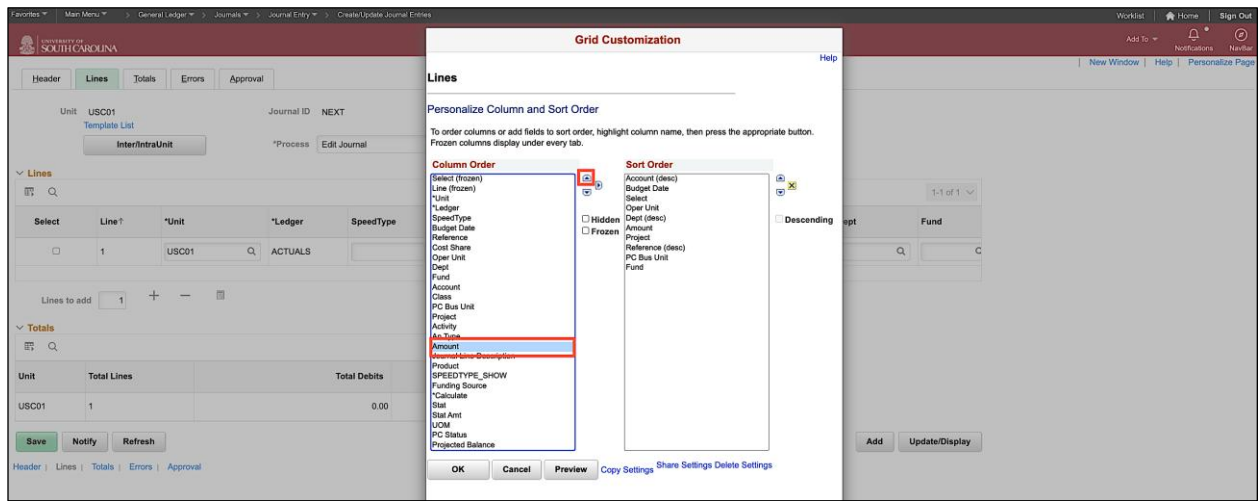 Favorites Main Menu > General Ledger > Journals > Journal Entry > Create/Update Journal Entries
Worklist Home Sign Out
UNIVERSITY OF
SOUTH CAROLINA
Add To Notifications NavBar
New Window | Help | Personalize Page
Header Lines Totals Errors Approval
Unit USC01 Journal ID NEXT
Template List
Inter/IntraUnit *Process Edit Journal
Lines
1-1 of 1
Select Line↑ *Unit *Ledger SpeedType ept Fund
1 USC01 ACTUALS
Lines to add 1 + −
Totals
Unit Total Lines Total Debits
USC01 1 0.00
Save Notify Refresh Add Update/Display
Header | Lines | Totals | Errors | Approval
Grid Customization
Help
Lines
Personalize Column and Sort Order
To order columns or add fields to sort order, highlight column name, then press the appropriate button.
Frozen columns display under every tab.
Column Order
Select (frozen)
Line (frozen)
*Unit
*Ledger
SpeedType
Budget Date
Reference
Cost Share
Oper Unit
Dept
Fund
Account
Class
PC Bus Unit
Project
Activity
An Type
Amount
Journal Line Description
Product
SPEEDTYPE_SHOW
Funding Source
*Calculate
Stat
Stat Amt
UOM
PC Status
Projected Balance
Hidden
Frozen
Sort Order
Account (desc)
Budget Date
Select
Oper Unit
Dept (desc)
Amount
Project
Reference (desc)
PC Bus Unit
Fund
Descending
OK Cancel Preview Copy Settings Share Settings Delete Settings